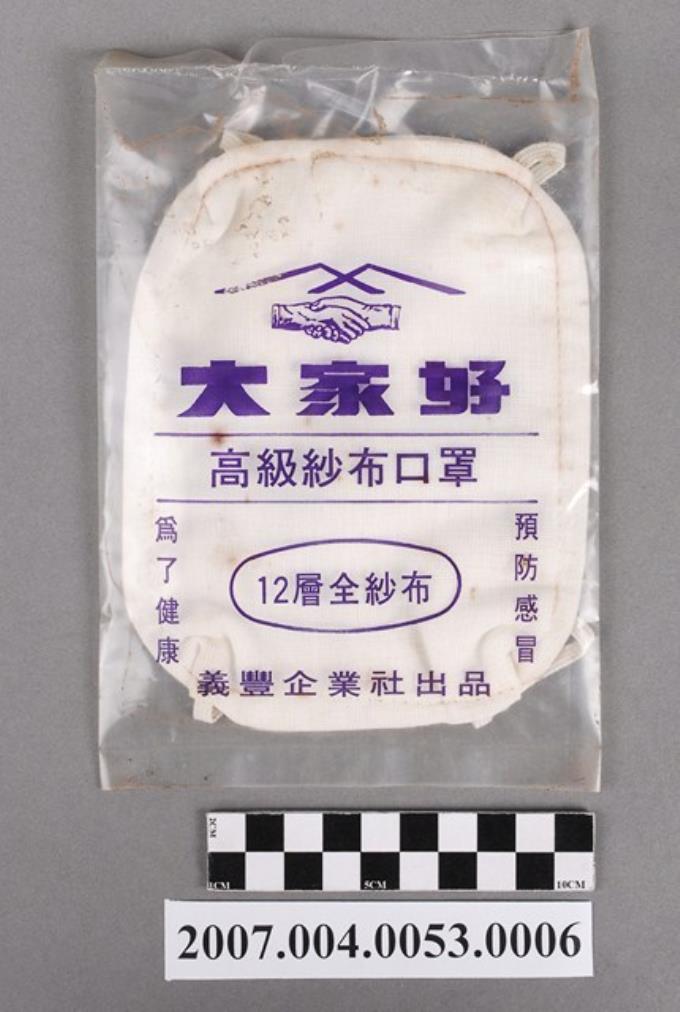 大家好
高級紗布口罩
預防感冒
為了健康
12層全紗布
義豐企業社出品
2CM
1CM 5CM 10CM
2007.004.0053.0006